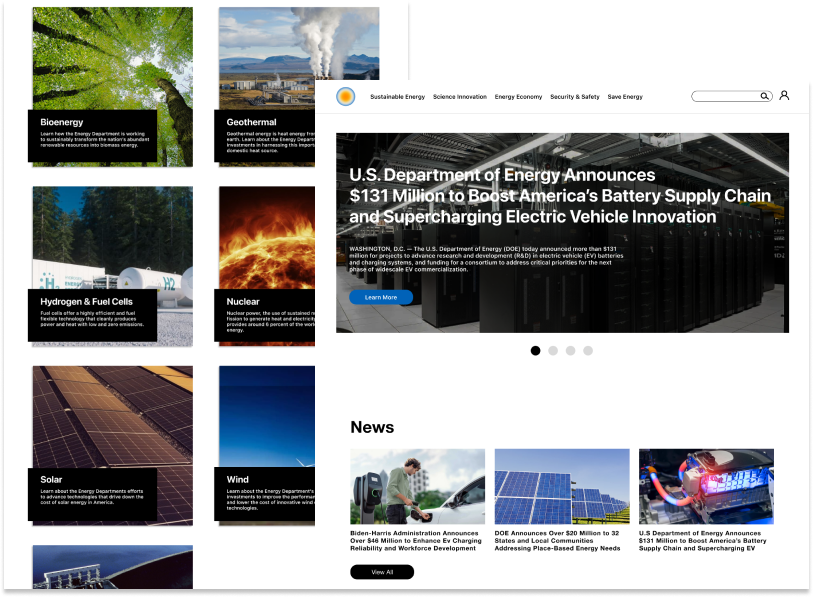 Bioenergy
Learn how the Energy Department is working
to sustainably transform the nation's abundant
renewable resources into biomass energy.
Geothermal
Geothermal energy is heat energy from
earth. Learn about the Energy
investments in harnessing this
domestic heat source.
Hydrogen & Fuel Cells
Fuel cells offer a highly efficient and fuel
flexible technology that cleanly produces
power and heat with low and zero emissions.
Nuclear
Nuclear power, the use of sustained
fission to generate heat and
provides around 6 percent of the
energy.
Solar
Learn about the Energy Departments efforts
to advance technologies that drive down the
cost of solar energy in America.
Wind
Learn about the Energy Department's
investments to improve the
and lower the cost of innovative wind
technologies.
Sustainable Energy Science Innovation Energy Economy Security & Safety Save Energy
U.S. Department of Energy Announces
$131 Million to Boost America's Battery Supply Chain
and Supercharging Electric Vehicle Innovation
WASHINGTON, D.C. — The U.S. Department of Energy (DOE) today announced more than $131
million for projects to advance research and development (R&D) in electric vehicle (EV) batteries
and charging systems, and funding for a consortium to address critical priorities for the next
phase of widescale EV commercialization.
Learn More
News
Biden-Harris Administration Announces
Over $46 Million to Enhance Ev Charging
Reliability and Workforce Development
DOE Announces Over $20 Million to 32
States and Local Communities
Addressing Place-Based Energy Needs
U.S Department of Energy Announces
$131 Million to Boost America's Battery
Supply Chain and Supercharging EV
View All
H2